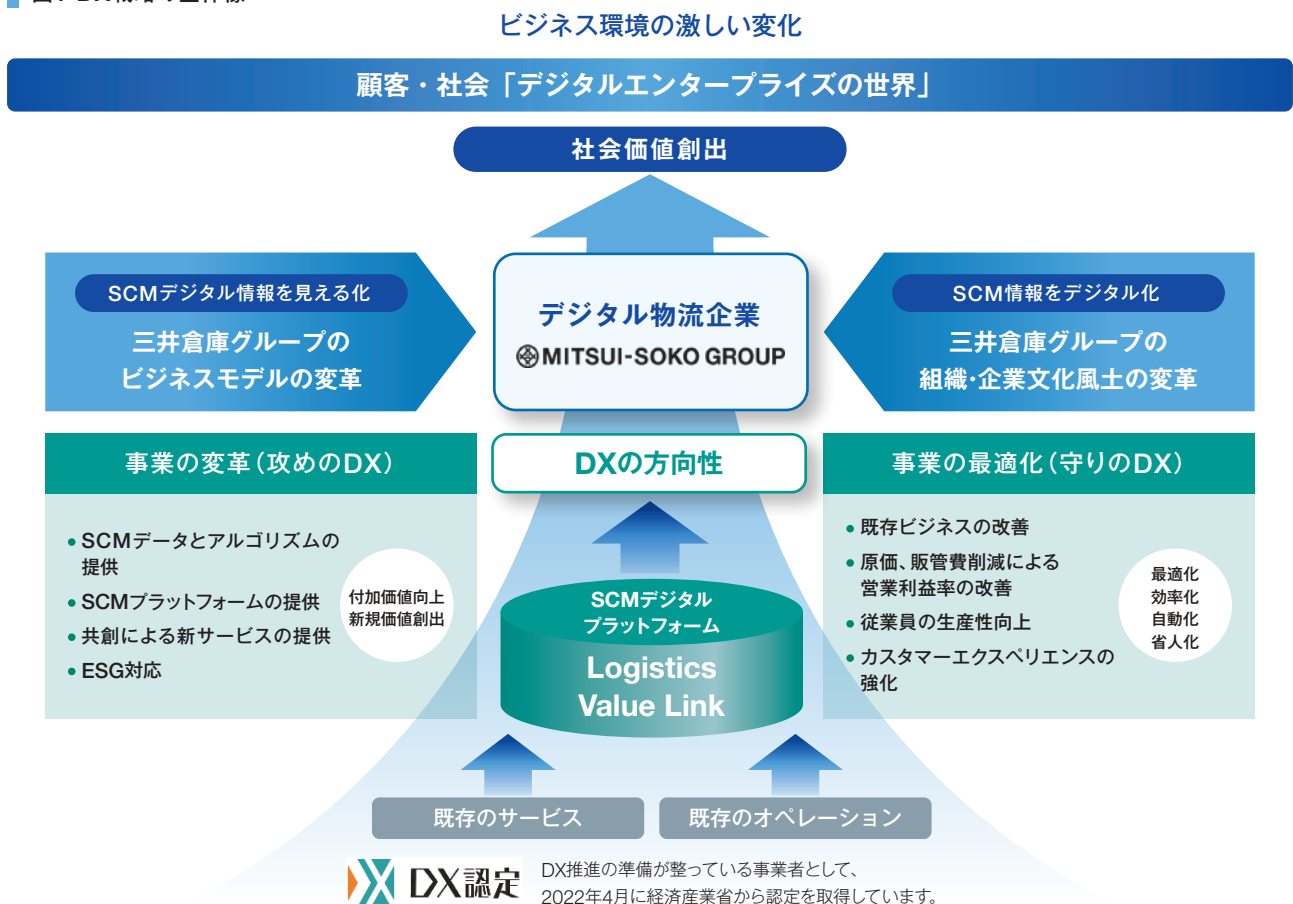 ビジネス環境の激しい変化
顧客・社会「デジタルエンタープライズの世界」
社会価値創出
SCMデジタル情報を見える化
三井倉庫グループの
ビジネスモデルの変革
デジタル物流企業
MITSUI-SOKO GROUP
SCM情報をデジタル化
三井倉庫グループの
組織・企業文化風土の変革
事業の変革(攻めのDX)
• SCMデータとアルゴリズムの
提供
• SCMプラットフォームの提供
• 共創による新サービスの提供
• ESG対応
付加価値向上
新規価値創出
DXの方向性
SCMデジタル
プラットフォーム
Logistics
Value Link
事業の最適化(守りのDX)
• 既存ビジネスの改善
• 原価、販管費削減による
営業利益率の改善
• 従業員の生産性向上
• カスタマーエクスペリエンスの
強化
最適化
効率化
自動化
省人化
既存のサービス
既存のオペレーション
DX認定
DX推進の準備が整っている事業者として、
2022年4月に経済産業省から認定を取得しています。